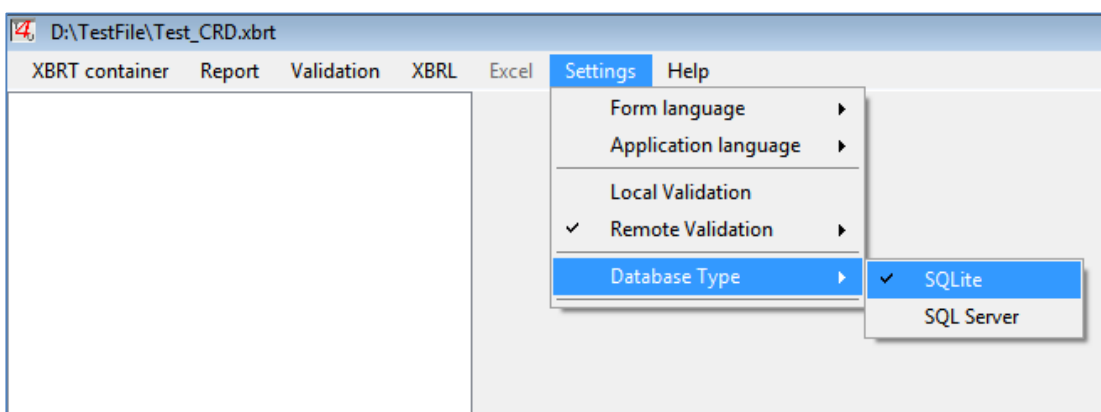 D:\TestFile\Test_CRD.xbrt
XBRT container Report Validation XBRL Excel Settings Help
Form language
Application language
Local Validation
Remote Validation
Database Type
SQLite
SQL Server